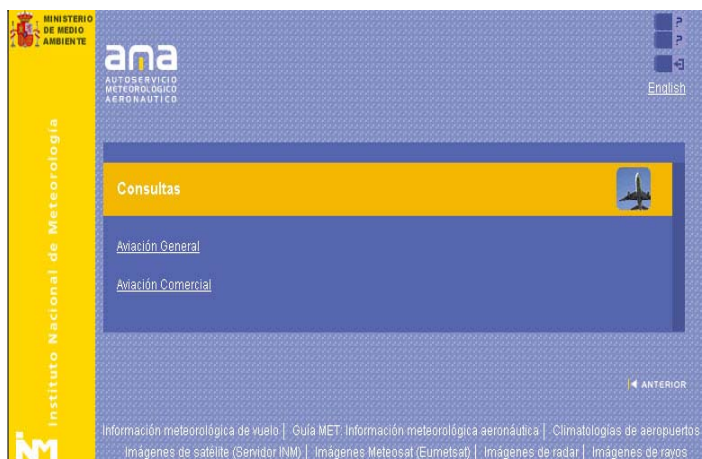 MINISTERIO
DE MEDIO
AMBIENTE
ama
AUTOSERVICIO
METEOROLÓGICO
AERONAUTICO
?
?
English
Instituto Nacional de Meteorología
Consultas
Aviación General
Aviación Comercial
ANTERIOR
Información meteorológica de vuelo | Guía MET: Información meteorológica aeronáutica | Climatologías de aeropuertos
Imágenes de satélite (Servidor INM) | Imágenes Meteosat (Eumetsat) | Imágenes de radar | Imágenes de rayos
INM